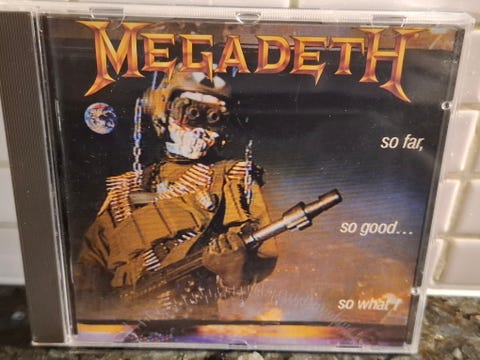 MEGADETH
so far,
so good...
so what!